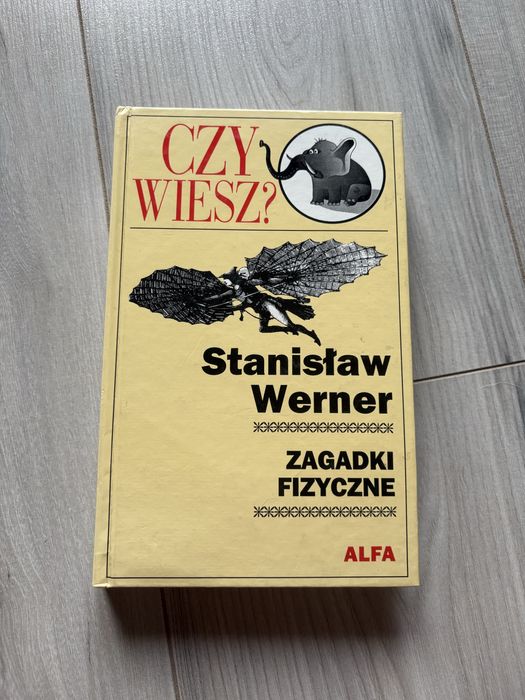 CZY
WIESZ?
Stanisław
Werner
ZAGADKI
FIZYCZNE
ALFA